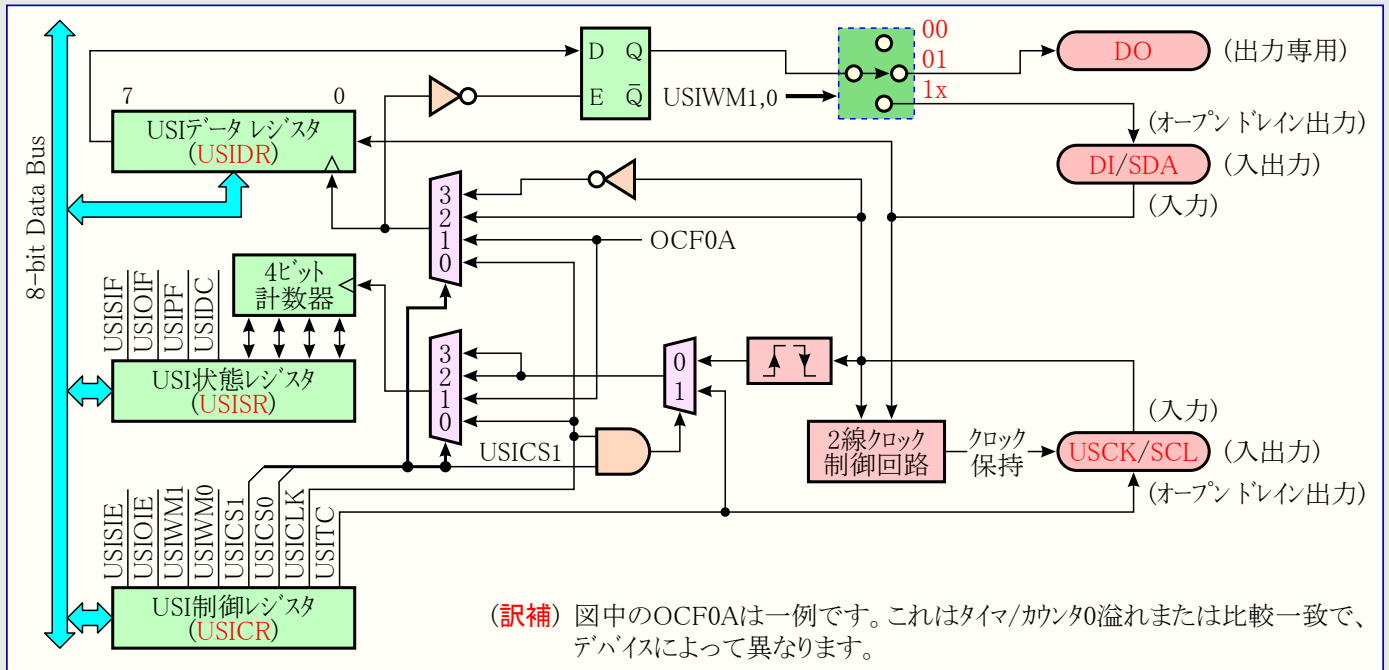 00
D Q
DO
(出力専用)
01
1x
E Q̄
USIWM1,0
7 0
USIデータ レジスタ
(USIDR)
(オープンドレイン出力)
DI/SDA
(入出力)
(入力)
8-bit Data Bus
3
2
1
0
OCF0A
4ビット
計数器
USISIF
USIOIF
USIPF
USIDC
USI状態レジスタ
(USISR)
3
2
1
0
0
1
USICS1
2線クロック
制御回路
クロック
保持
(入力)
USCK/SCL
(入出力)
(オープンドレイン出力)
USISIE
USIOIE
USIWM1
USIWM0
USICS1
USICS0
USICLK
USITC
USI制御レジスタ
(USICR)
(訳補) 図中のOCF0Aは一例です。これはタイマ/カウンタ0溢れまたは比較一致で、
デバイスによって異なります。